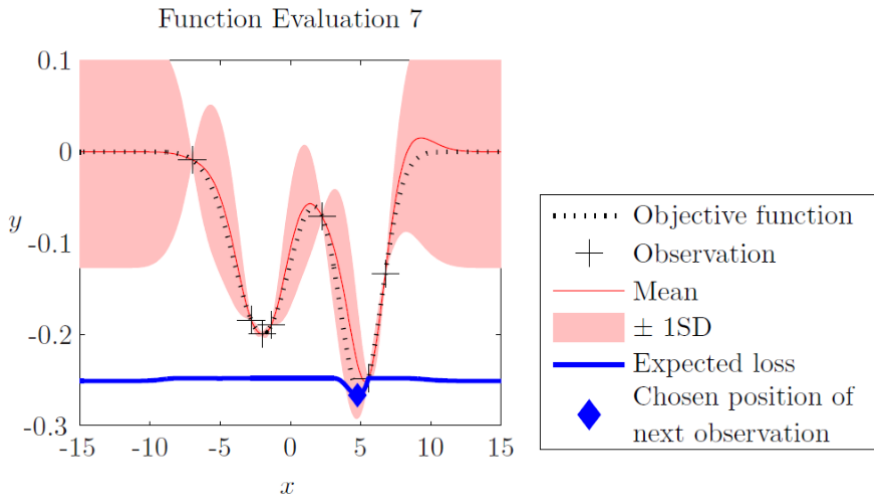 Function Evaluation 7
0.1
0
-0.1
-0.2
-0.3
y
-15 -10 -5 0 5 10 15
x
Objective function
Observation
Mean
± 1SD
Expected loss
Chosen position of
next observation